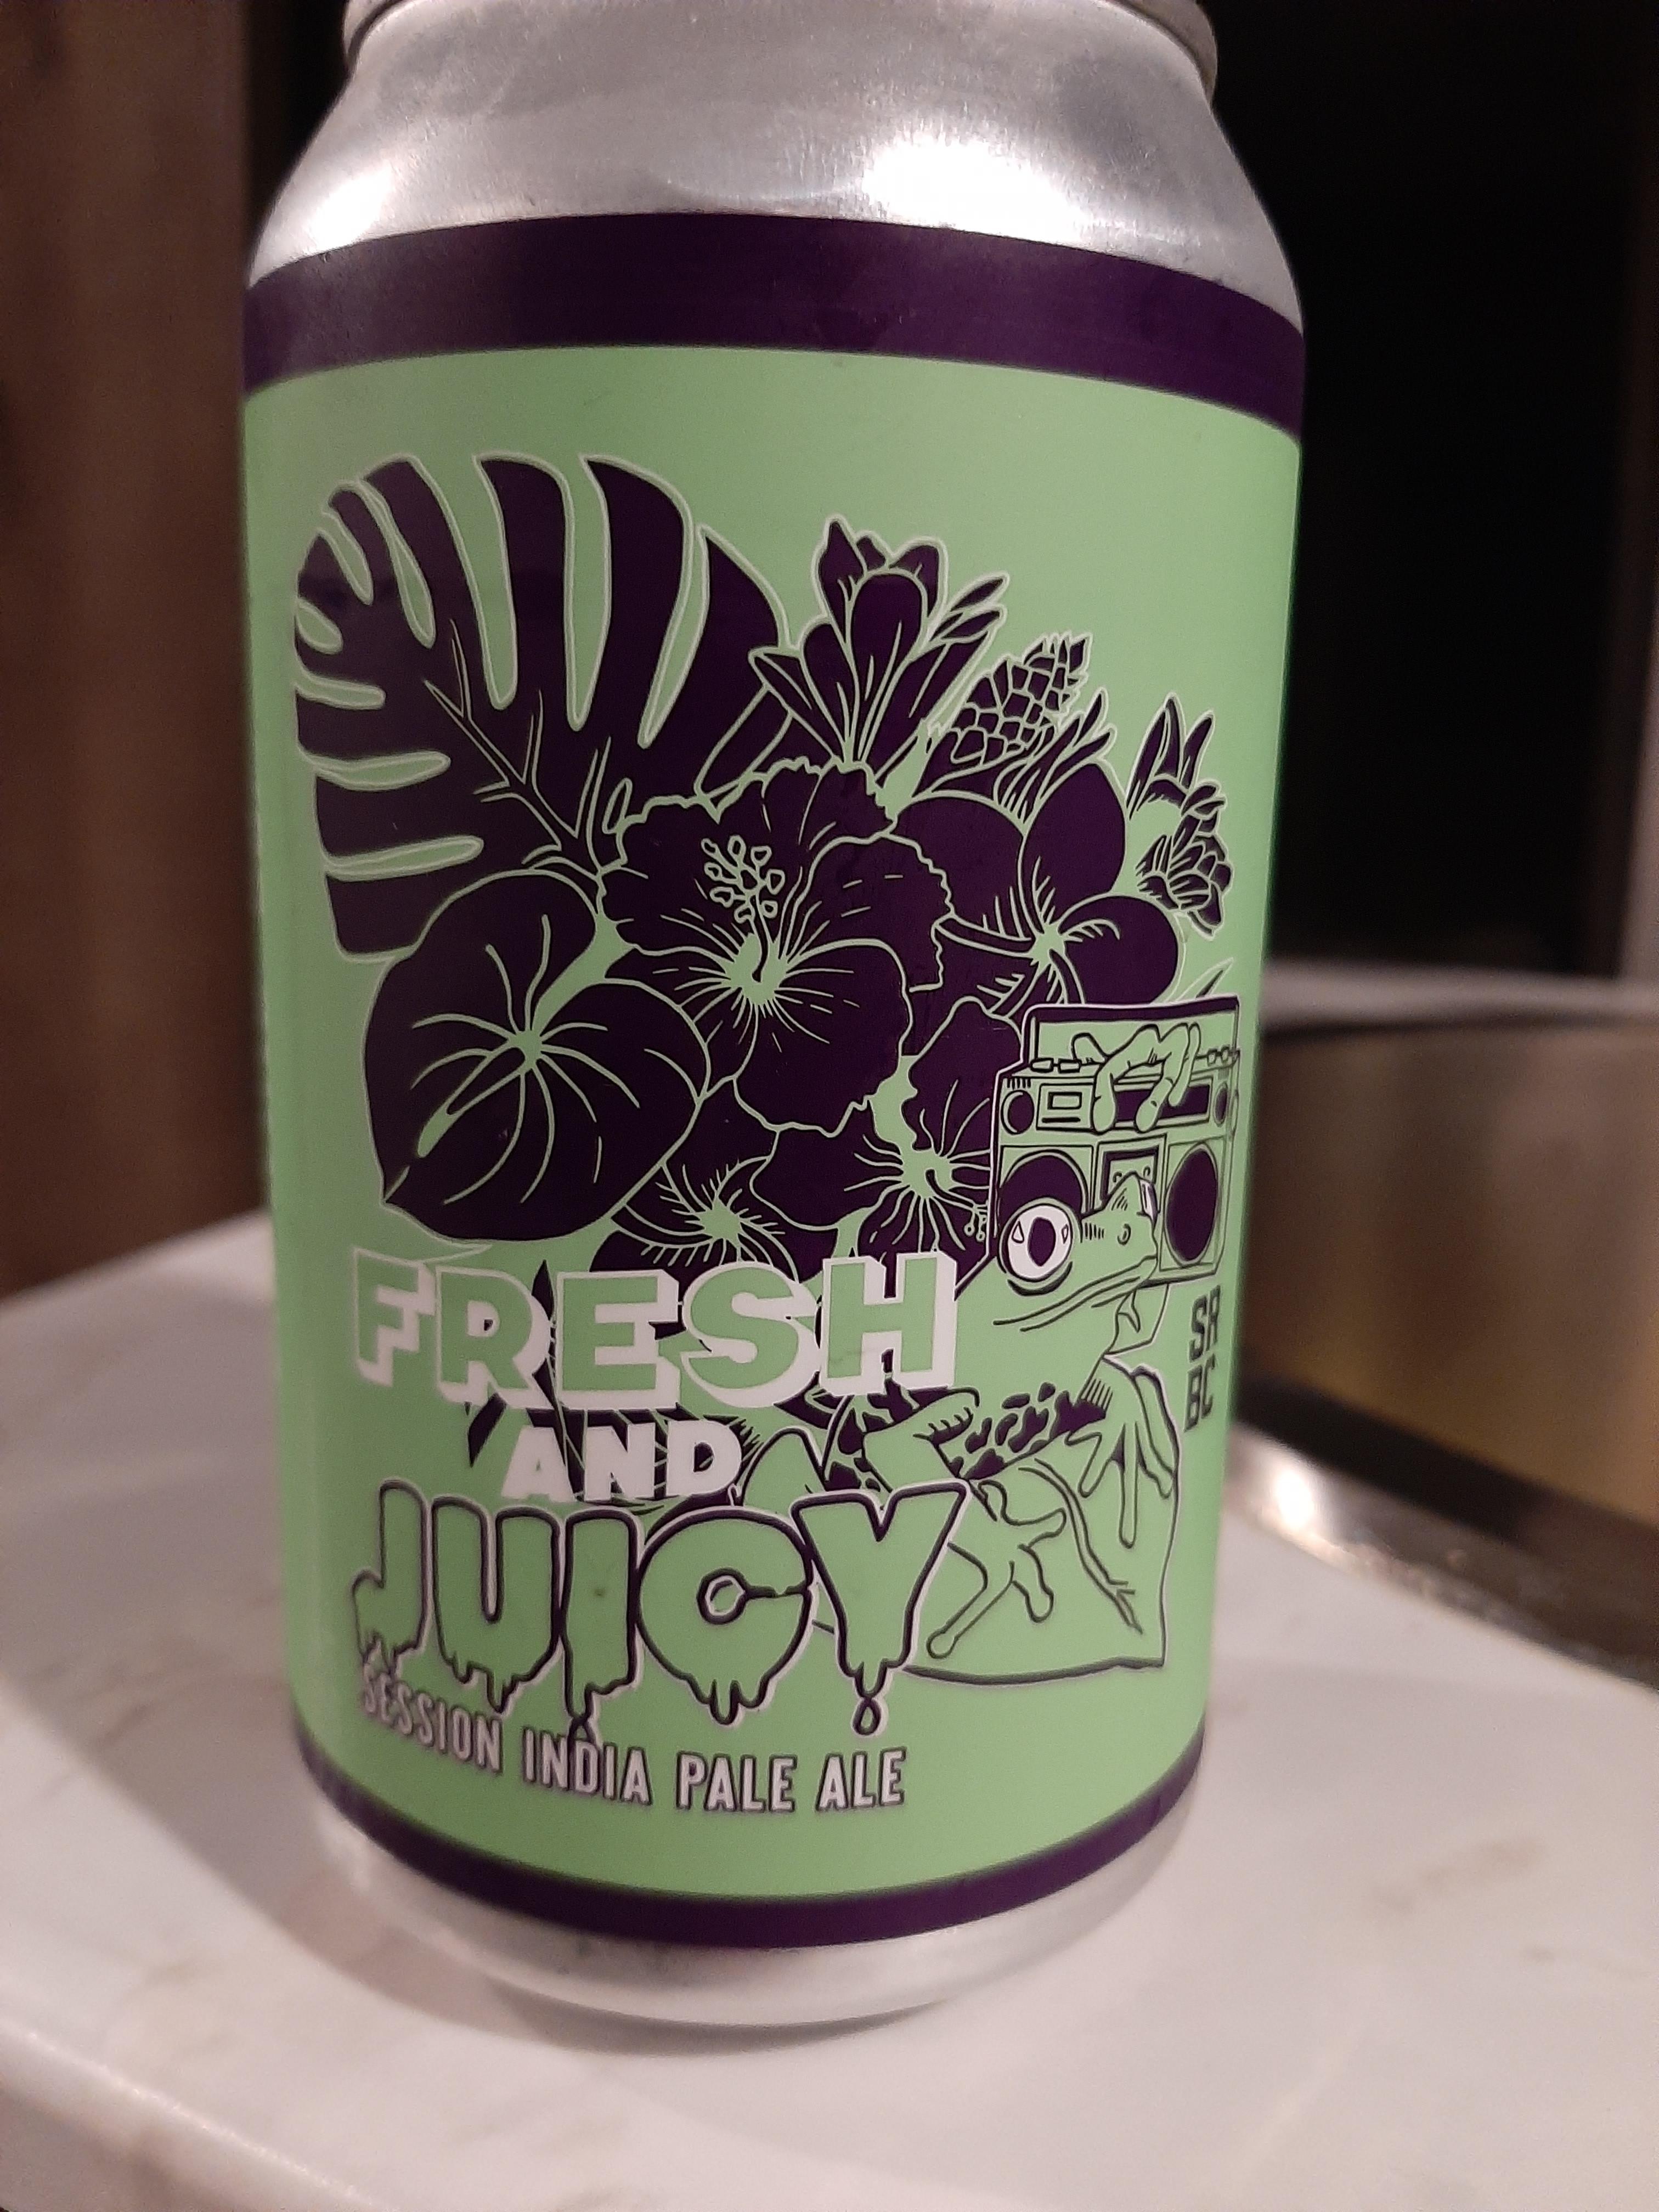 FRESH
AND
JUICY
SESSION INDIA PALE ALE
SR
BC